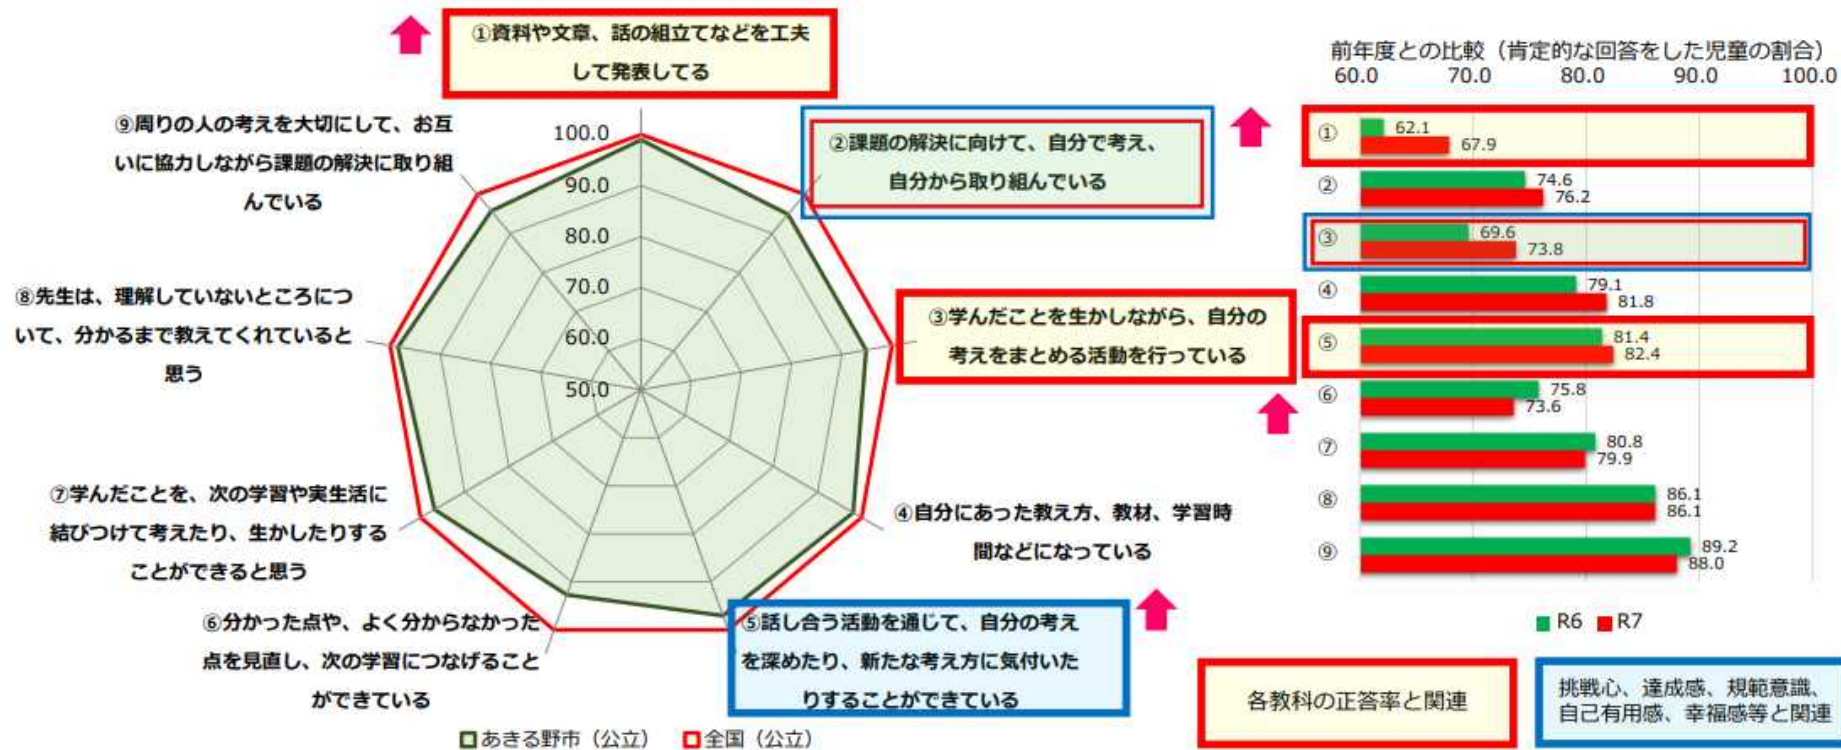 ①資料や文章、話の組立てなどを工夫
して発表してる
②課題の解決に向けて、自分で考え、
自分から取り組んでいる
③学んだことを生かしながら、自分の
考えをまとめる活動を行っている
④自分にあった教え方、教材、学習時
間などになっている
⑤話し合う活動を通じて、自分の考え
を深めたり、新たな考え方に気付いた
りすることができている
⑥分かった点や、よく分からなかった
点を見直し、次の学習につなげること
ができている
⑦学んだことを、次の学習や実生活に
結びつけて考えたり、生かしたりする
ことができると思う
⑧先生は、理解していないところにつ
いて、分かるまで教えてくれていると
思う
⑨周りの人の考えを大切にして、お互
いに協力しながら課題の解決に取り組
んでいる
100.0
90.0
80.0
70.0
60.0
50.0
あきる野市（公立） 全国（公立）
前年度との比較（肯定的な回答をした児童の割合）
60.0 70.0 80.0 90.0 100.0
① 62.1
67.9
② 74.6
76.2
③ 69.6
73.8
④ 79.1
81.8
⑤ 81.4
82.4
⑥ 75.8
73.6
⑦ 80.8
79.9
⑧ 86.1
86.1
⑨ 89.2
88.0
R6 R7
各教科の正答率と関連
挑戦心、達成感、規範意識、
自己有用感、幸福感等と関連